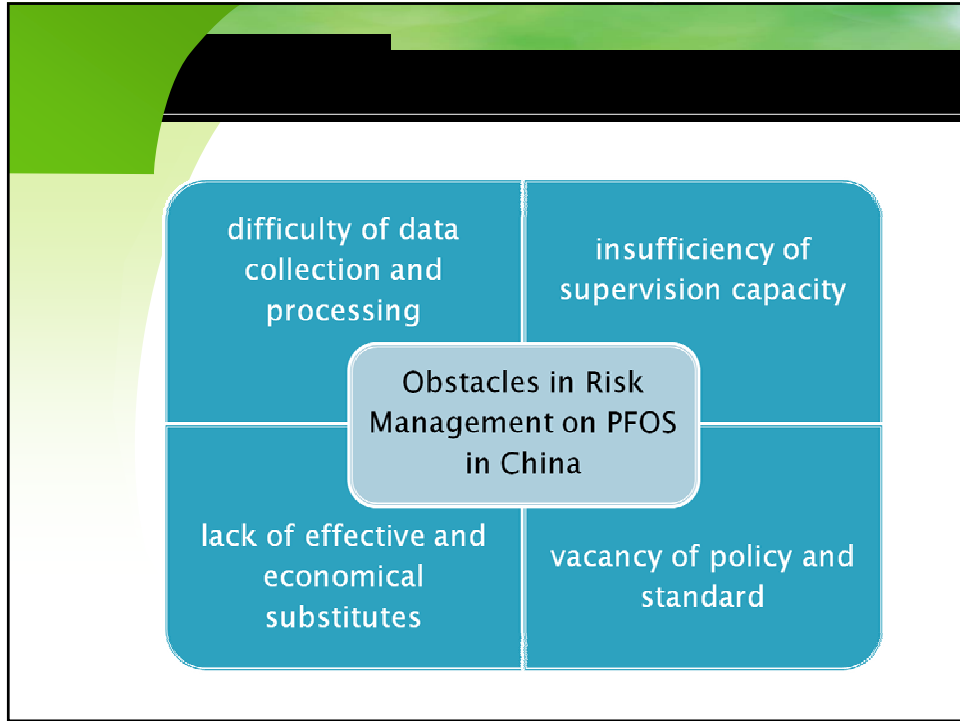 difficulty of data
collection and
processing
insufficiency of
supervision capacity
Obstacles in Risk
Management on PFOS
in China
lack of effective and
economical
substitutes
vacancy of policy and
standard